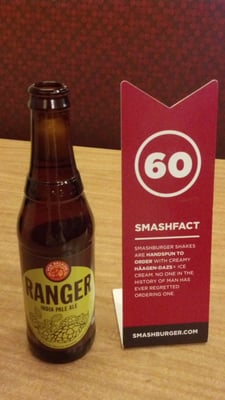 RANGER
INDIA PALE ALE
60
SMASHFACT
SMASHBURGER SHAKES
ARE HANDSPUN TO
ORDER WITH CREAMY
HÄAGEN-DAZS® ICE
CREAM. NO ONE IN THE
HISTORY OF MAN HAS
EVER REGRETTED
ORDERING ONE.
SMASHBURGER.COM